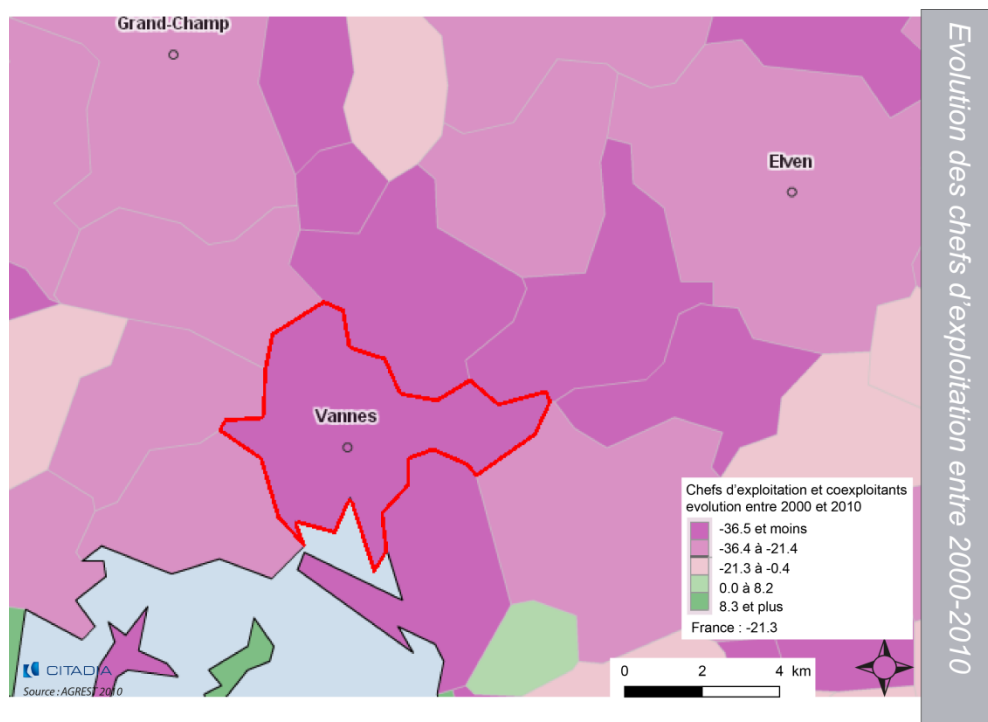 Grand-Champ
Elven
Vannes
Chefs d'exploitation et coexploitants
evolution entre 2000 et 2010
-36.5 et moins
-36.4 à -21.4
-21.3 à -0.4
0.0 à 8.2
8.3 et plus
France : -21.3
0 2 4 km
CITADIA
Source : AGREST 2010
Evolution des chefs d'exploitation entre 2000-2010